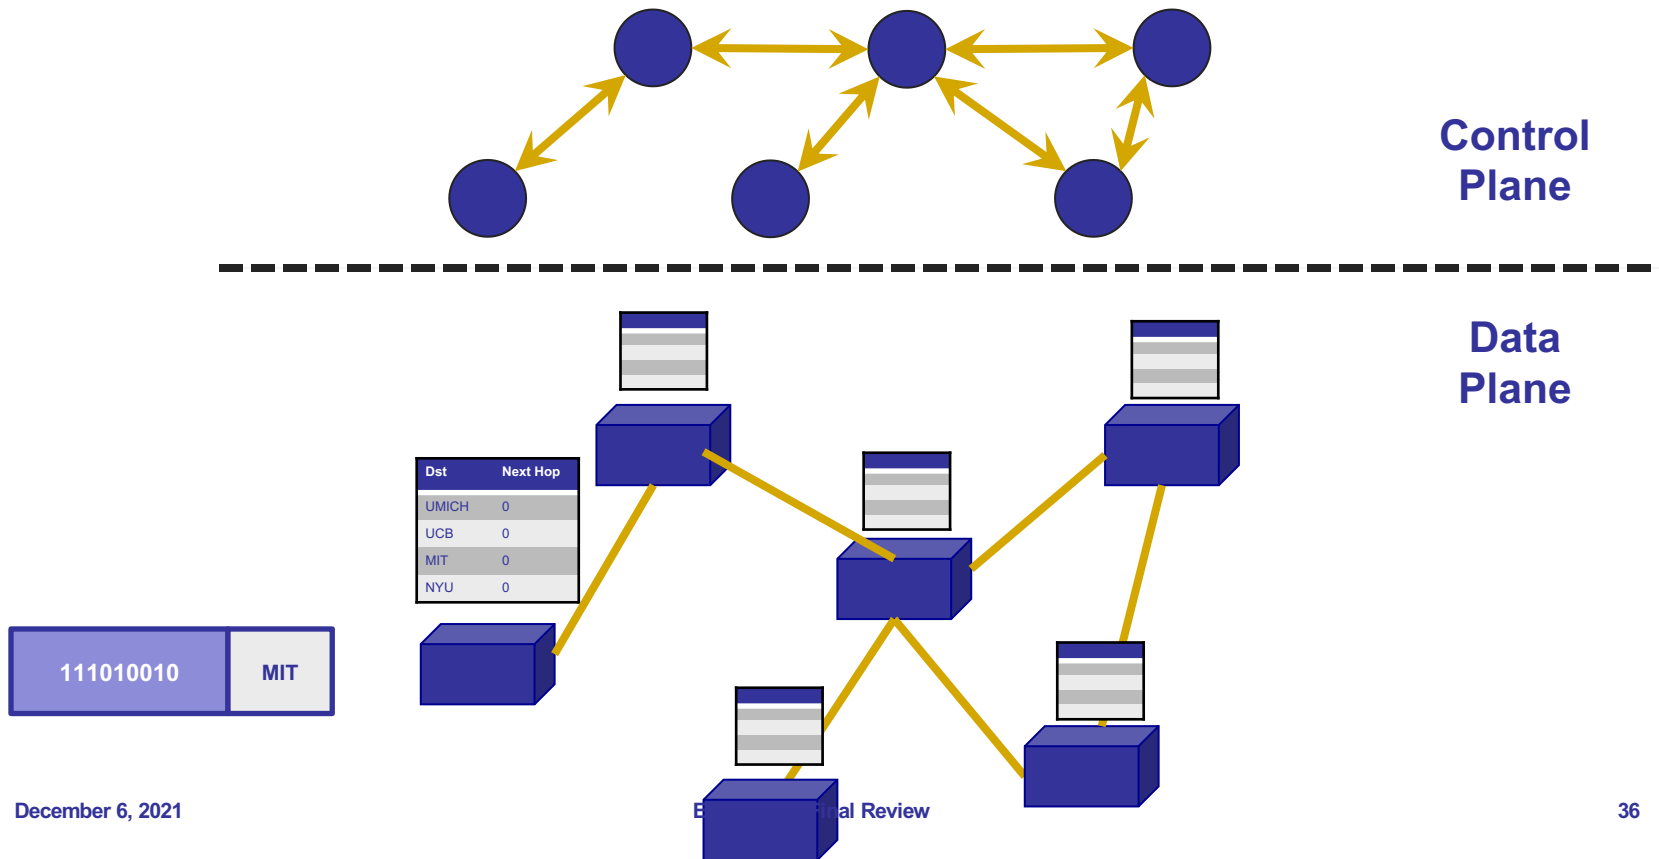 Control
Plane
Data
Plane
Dst Next Hop
UMICH 0
UCB 0
MIT 0
NYU 0
111010010 MIT
December 6, 2021
Review
36